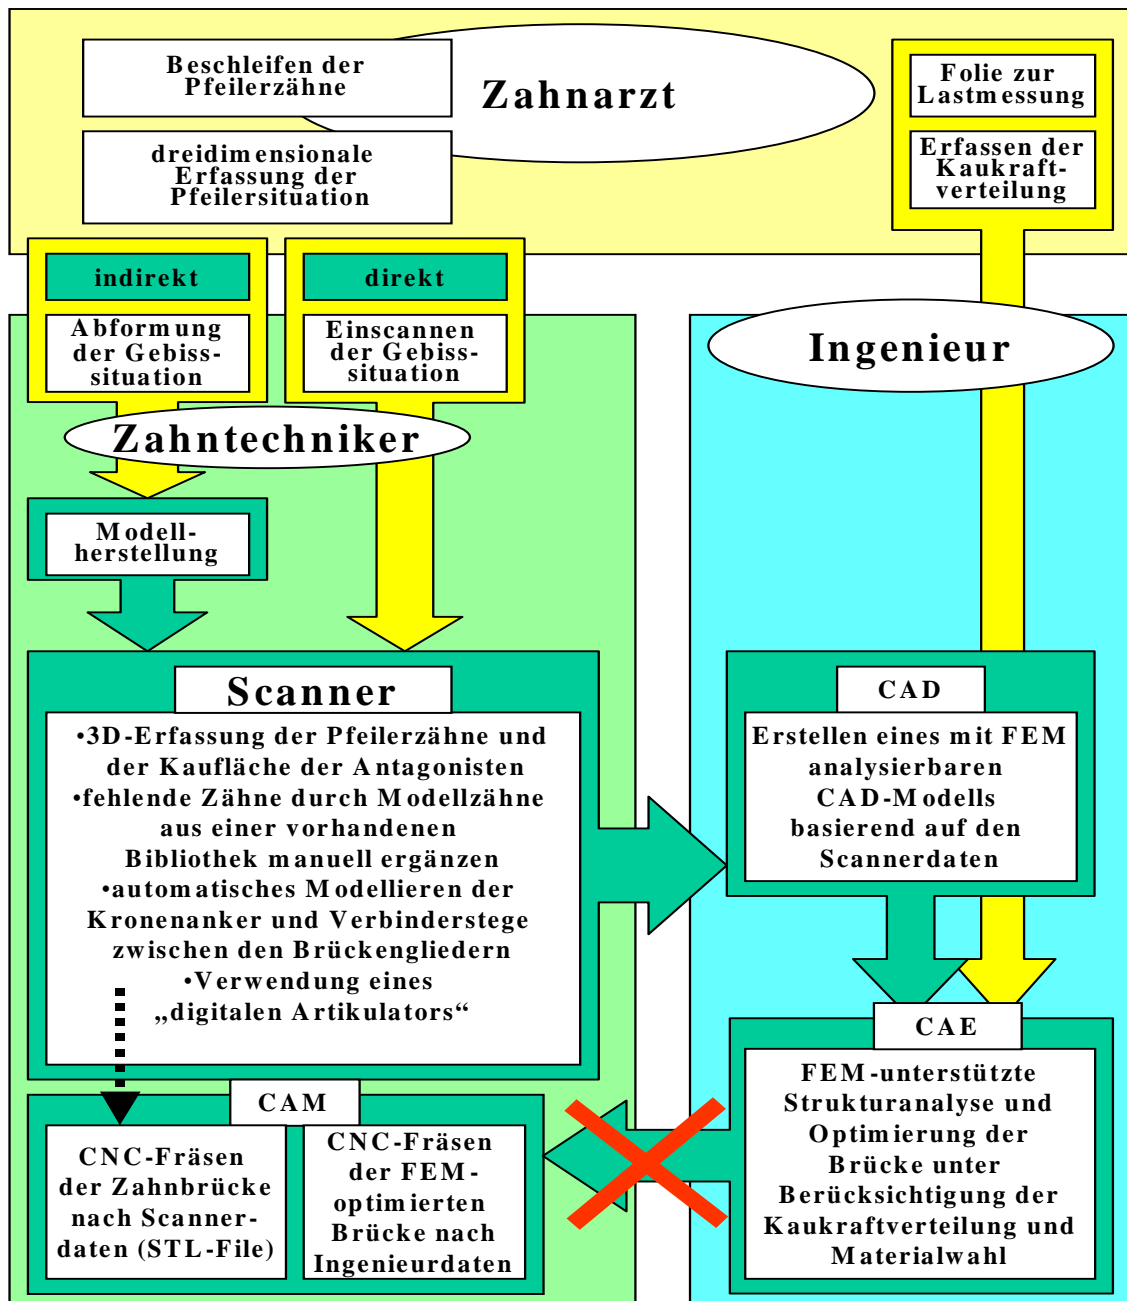 Beschleifen der
Pfeilerzähne
Zahnarzt
dreidimensionale
Erfassung der
Pfeilersituation
Folie zur
Lastmessung
Erfassen der
Kaukraft-
verteilung
indirekt
Abformung
der Gebiss-
situation
direkt
Einscannen
der Gebiss-
situation
Ingenieur
Zahntechniker
Modell-
herstellung
Scanner
•3D-Erfassung der Pfeilerzähne und
der Kaufläche der Antagonisten
•fehlende Zähne durch Modellzähne
aus einer vorhandenen
Bibliothek manuell ergänzen
•automatisches Modellieren der
Kronenanker und Verbinderstege
zwischen den Brückengliedern
•Verwendung eines
„digitalen Artikulators“
CAD
Erstellen eines mit FEM
analysierbaren
CAD-Modells
basierend auf den
Scannerdaten
CAE
FEM-unterstützte
Strukturanalyse und
Optimierung der
Brücke unter
Berücksichtigung der
Kaukraftverteilung und
Materialwahl
CAM
CNC-Fräsen
der Zahnbrücke
nach Scanner-
daten (STL-File)
CNC-Fräsen
der FEM-
optimierten
Brücke nach
Ingenieurdaten